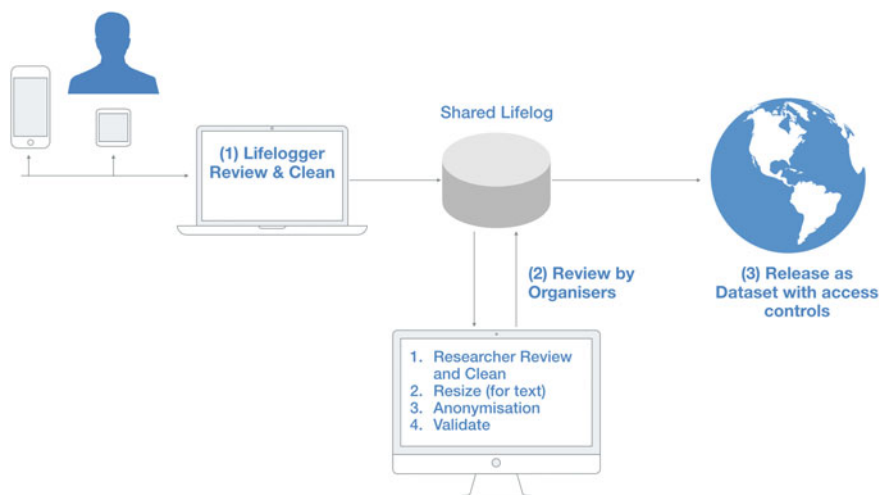 (1) Lifelogger
Review & Clean
Shared Lifelog
(2) Review by
Organisers
(3) Release as
Dataset with access
controls
1. Researcher Review
and Clean
2. Resize (for text)
3. Anonymisation
4. Validate